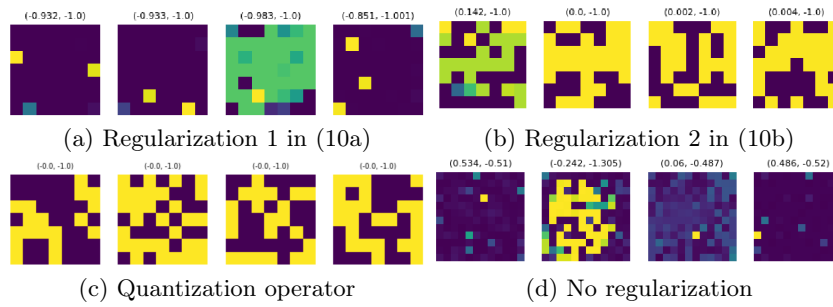 (-0.932, -1.0) (-0.933, -1.0) (-0.983, -1.0) (-0.851, -1.001)
(0.142, -1.0) (0.0, -1.0) (0.002, -1.0) (0.004, -1.0)
(a) Regularization 1 in (10a)
(b) Regularization 2 in (10b)
(-0.0, -1.0) (-0.0, -1.0) (-0.0, -1.0) (-0.0, -1.0)
(0.534, -0.51) (-0.242, -1.305) (0.06, -0.487) (0.486, -0.52)
(c) Quantization operator
(d) No regularization